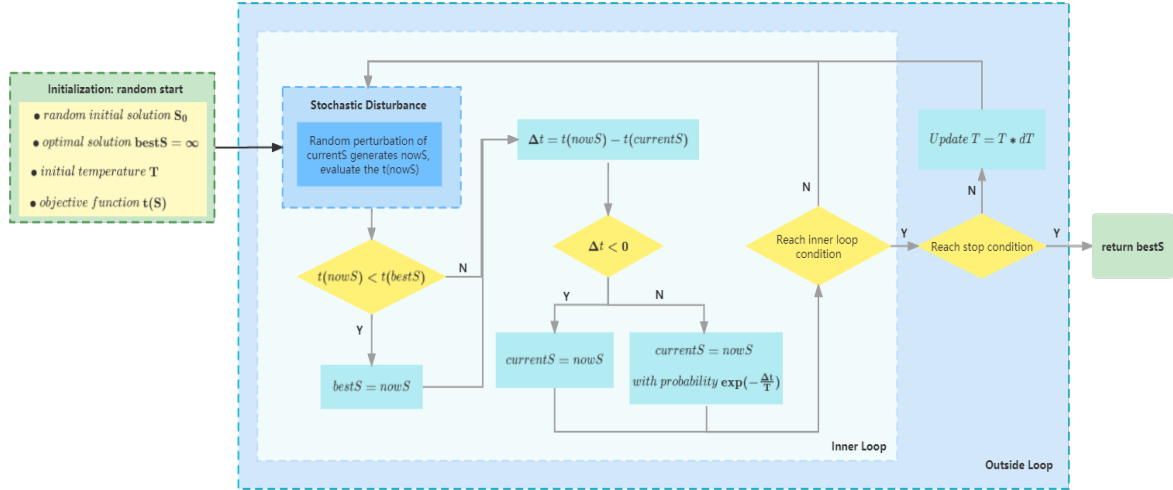 Initialization: random start
● random initial solution S₀
● optimal solution bestS = ∞
● initial temperature T
● objective function t(S)
Stochastic Disturbance
Random perturbation of
currentS generates nowS,
evaluate the t(nowS)
t(nowS) < t(bestS)
N
Y
bestS = nowS
Δt = t(nowS) − t(currentS)
Δt < 0
Y
N
currentS = nowS
currentS = nowS
with probability exp(−Δt/T)
N
Reach inner loop
condition
Y
Inner Loop
Update T = T * dT
N
Reach stop condition
Y
Outside Loop
return bestS